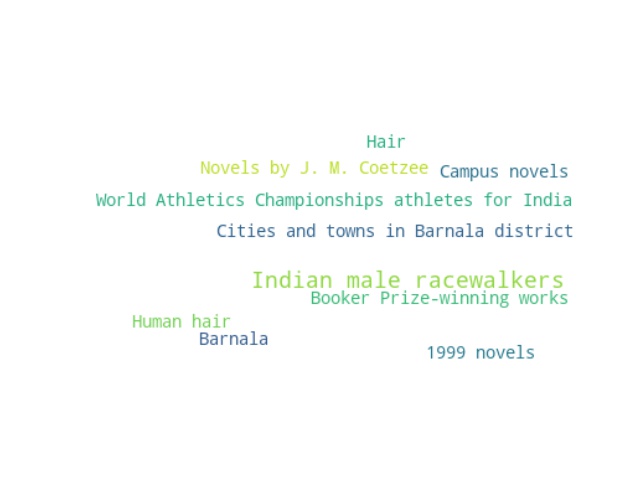 Hair
Novels by J. M. Coetzee
Campus novels
World Athletics Championships athletes for India
Cities and towns in Barnala district
Indian male racewalkers
Booker Prize-winning works
Human hair
Barnala
1999 novels